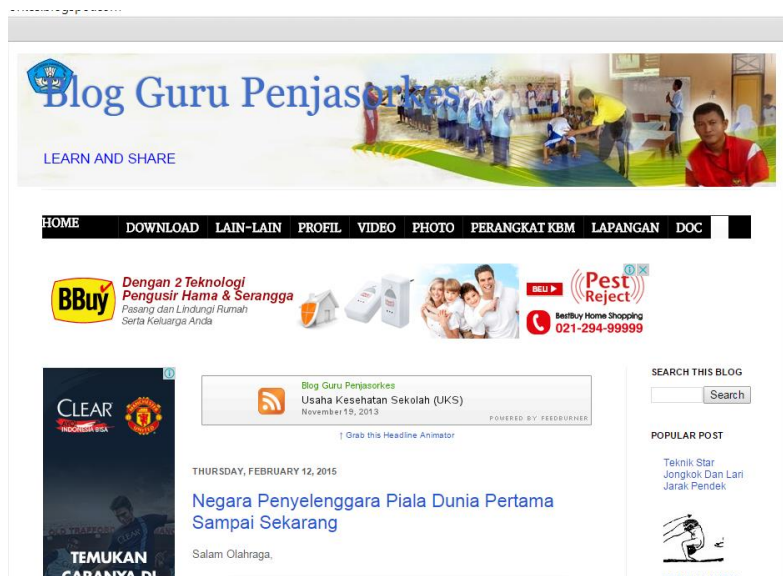 Blog Guru Penjasorkes
LEARN AND SHARE
HOME DOWNLOAD LAIN-LAIN PROFIL VIDEO PHOTO PERANGKAT KBM LAPANGAN DOC
BBuy
Dengan 2 Teknologi
Pengusir Hama & Serangga
Pasang dan Lindungi Rumah
Serta Keluarga Anda
BELI
Pest
Reject
BestBuy Home Shopping
021-294-99999
CLEAR
INDONESIA BISA
TEMUKAN
Blog Guru Penjasorkes
Usaha Kesehatan Sekolah (UKS)
November 19, 2013
POWERED BY FEEDBURNER
↑ Grab this Headline Animator
THURSDAY, FEBRUARY 12, 2015
Negara Penyelenggara Piala Dunia Pertama
Sampai Sekarang
Salam Olahraga,
SEARCH THIS BLOG
Search
POPULAR POST
Teknik Star
Jongkok Dan Lari
Jarak Pendek